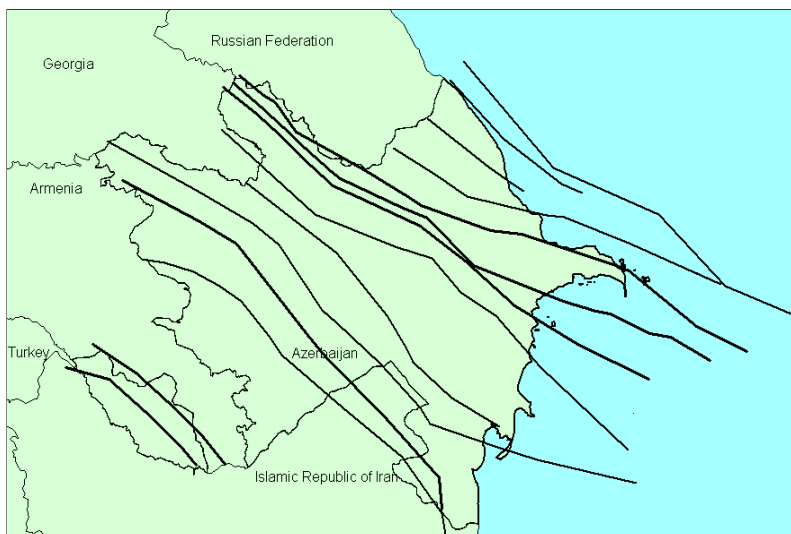 Russian Federation
Georgia
Armenia
Turkey
Azerbaijan
Islamic Republic of Iran